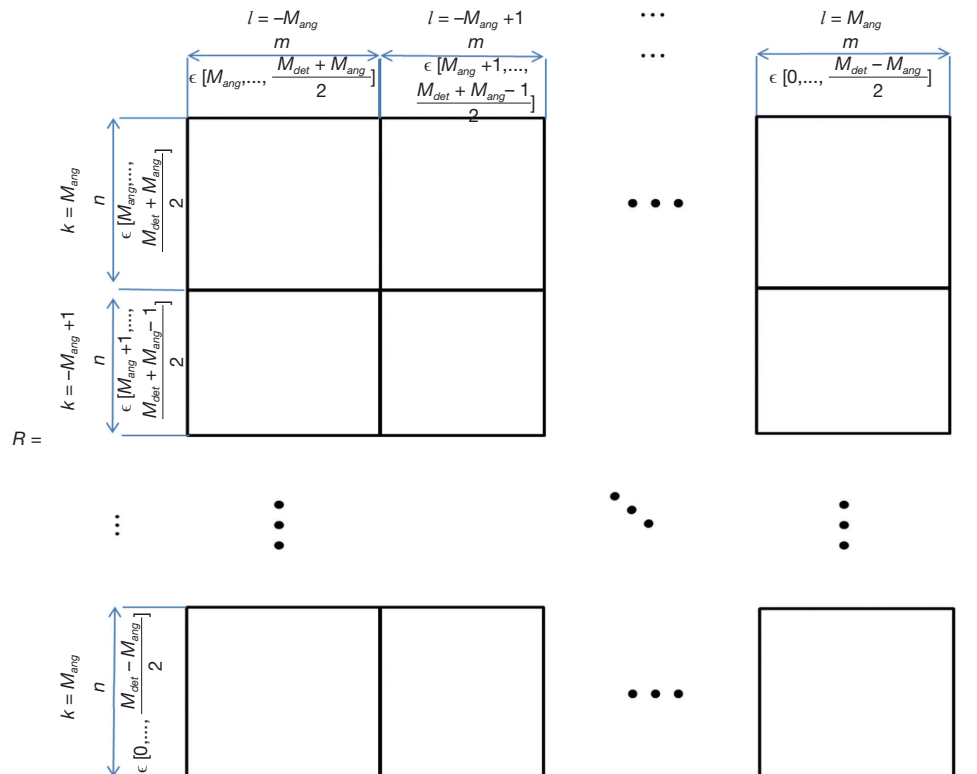 l = –M_ang
l = –M_ang +1
...
l = M_ang
m
m
...
m
ϵ [M_ang,..., (M_det + M_ang)/2]
ϵ [M_ang +1,...,
(M_det + M_ang – 1)/2]
ϵ [0,..., (M_det – M_ang)/2]
k = M_ang
n
ϵ [M_ang,...,
(M_det + M_ang)/2]
k = –M_ang +1
n
ϵ [M_ang +1,...,
(M_det + M_ang – 1)/2]
R =
...
k = M_ang
n
ϵ [0,..., (M_det – M_ang)/2]